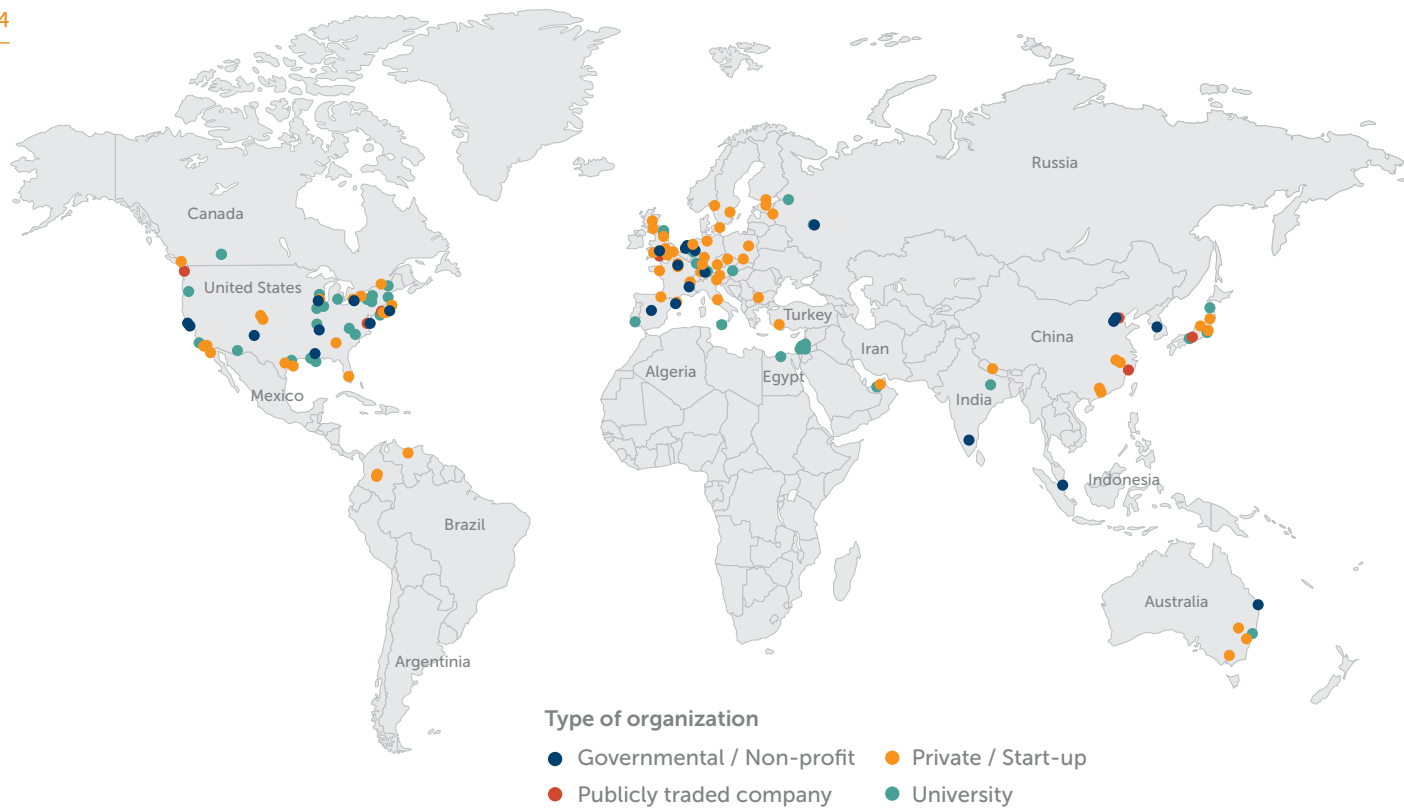 4
Russia
Canada
United States
Turkey
China
Iran
Algeria
Egypt
Mexico
India
Indonesia
Brazil
Australia
Argentinia
Type of organization
Governmental / Non-profit
Private / Start-up
Publicly traded company
University